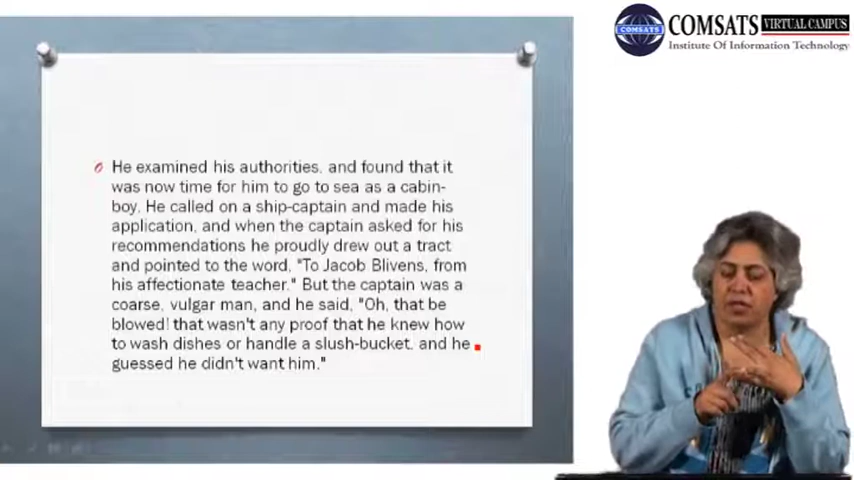 COMSATS
COMSATS VIRTUAL CAMPUS
Institute Of Information Technology
He examined his authorities, and found that it
was now time for him to go to sea as a cabin-
boy. He called on a ship-captain and made his
application, and when the captain asked for his
recommendations he proudly drew out a tract
and pointed to the word, "To Jacob Blivens, from
his affectionate teacher." But the captain was a
coarse, vulgar man, and he said, "Oh, that be
blowed! that wasn't any proof that he knew how
to wash dishes or handle a slush-bucket, and he
guessed he didn't want him."